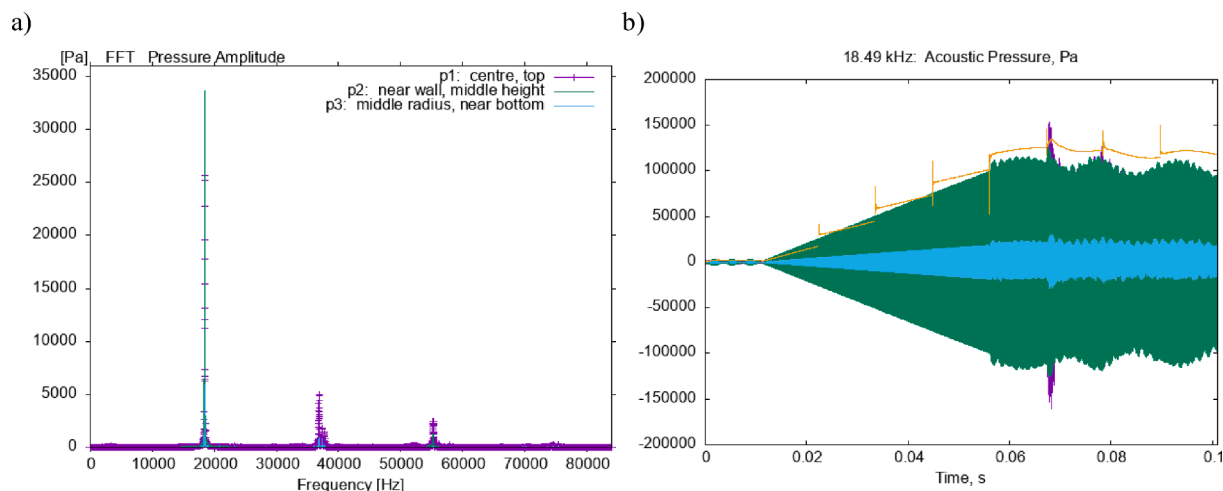 a)
[Pa] FFT Pressure Amplitude
35000
30000
25000
20000
15000
10000
5000
0
p1: centre, top
p2: near wall, middle height
p3: middle radius, near bottom
0 10000 20000 30000 40000 50000 60000 70000 80000
Frequency [Hz]
b)
18.49 kHz: Acoustic Pressure, Pa
200000
150000
100000
50000
0
-50000
-100000
-150000
-200000
0 0.02 0.04 0.06 0.08 0.1
Time, s